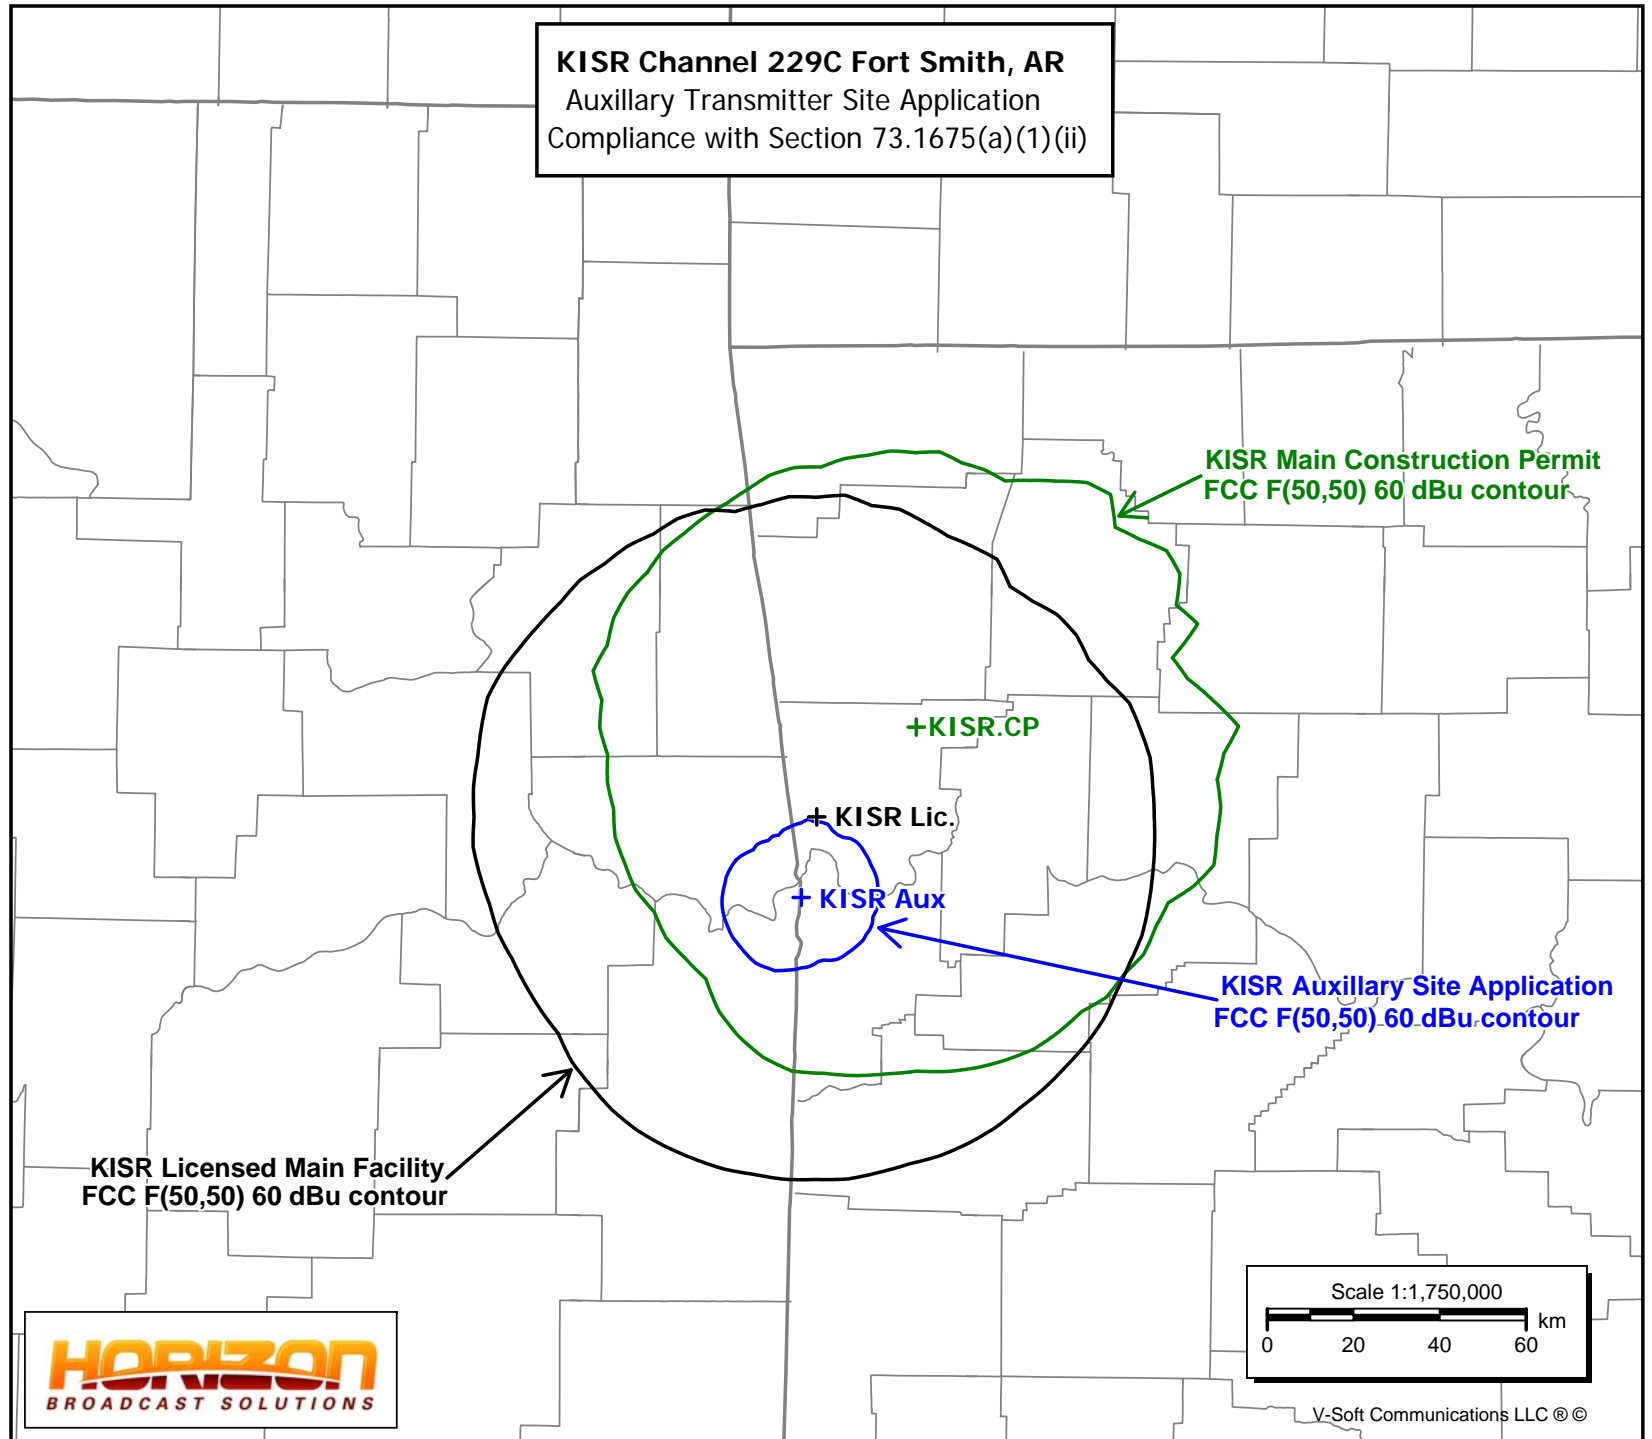 KISR Channel 229C Fort Smith, AR
Auxillary Transmitter Site Application
Compliance with Section 73.1675(a)(1)(ii)
KISR Main Construction Permit
FCC F(50,50) 60 dBu contour
KISR.CP
KISR Lic.
KISR Aux
KISR Auxillary Site Application
FCC F(50,50) 60 dBu contour
KISR Licensed Main Facility
FCC F(50,50) 60 dBu contour
Scale 1:1,750,000
km
0 20 40 60
HORIZON
BROADCAST SOLUTIONS
V-Soft Communications LLC ® ©